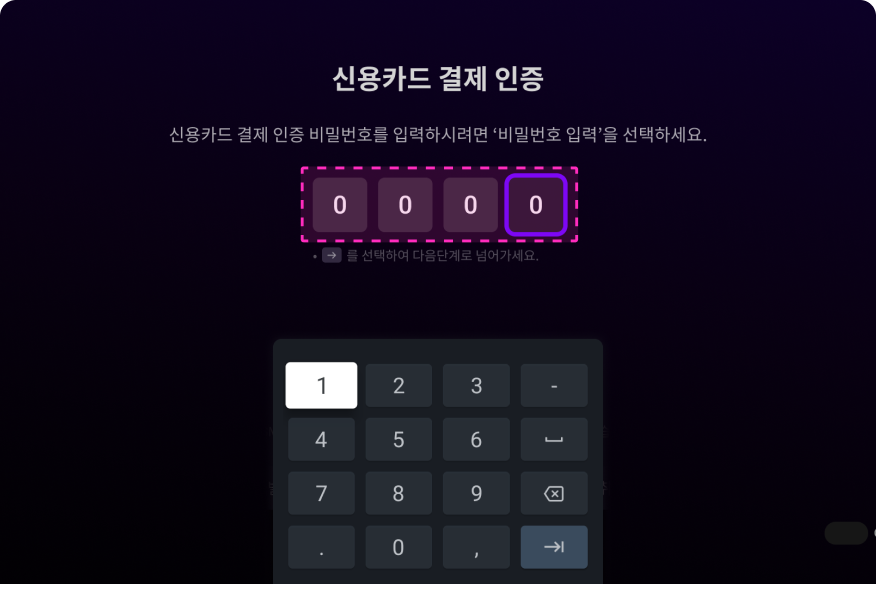 신용카드 결제 인증
신용카드 결제 인증 비밀번호를 입력하시려면 ‘비밀번호 입력’을 선택하세요.
0 0 0 0
• → 를 선택하여 다음단계로 넘어가세요.
1 2 3 -
4 5 6
7 8 9
. 0 ,